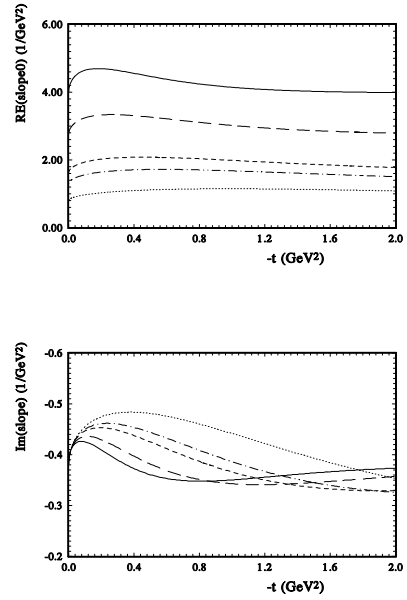 RE(slope0) (1/GeV²)
6.00
4.00
2.00
0.00
0.0 0.4 0.8 1.2 1.6 2.0
-t (GeV²)
Im(slope) (1/GeV²)
-0.6
-0.5
-0.4
-0.3
-0.2
0.0 0.4 0.8 1.2 1.6 2.0
-t (GeV²)